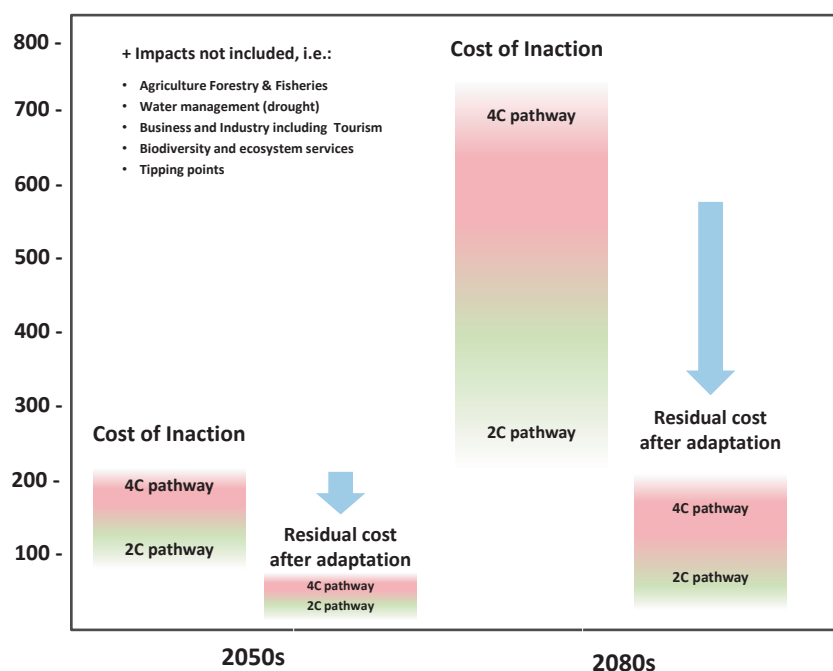 800 -
700 -
600 -
500 -
400 -
300 -
200 -
100 -
+ Impacts not included, i.e.:
• Agriculture Forestry & Fisheries
• Water management (drought)
• Business and Industry including Tourism
• Biodiversity and ecosystem services
• Tipping points
Cost of Inaction
4C pathway
2C pathway
Residual cost
after adaptation
4C pathway
2C pathway
Cost of Inaction
4C pathway
2C pathway
Residual cost
after adaptation
4C pathway
2C pathway
2050s
2080s